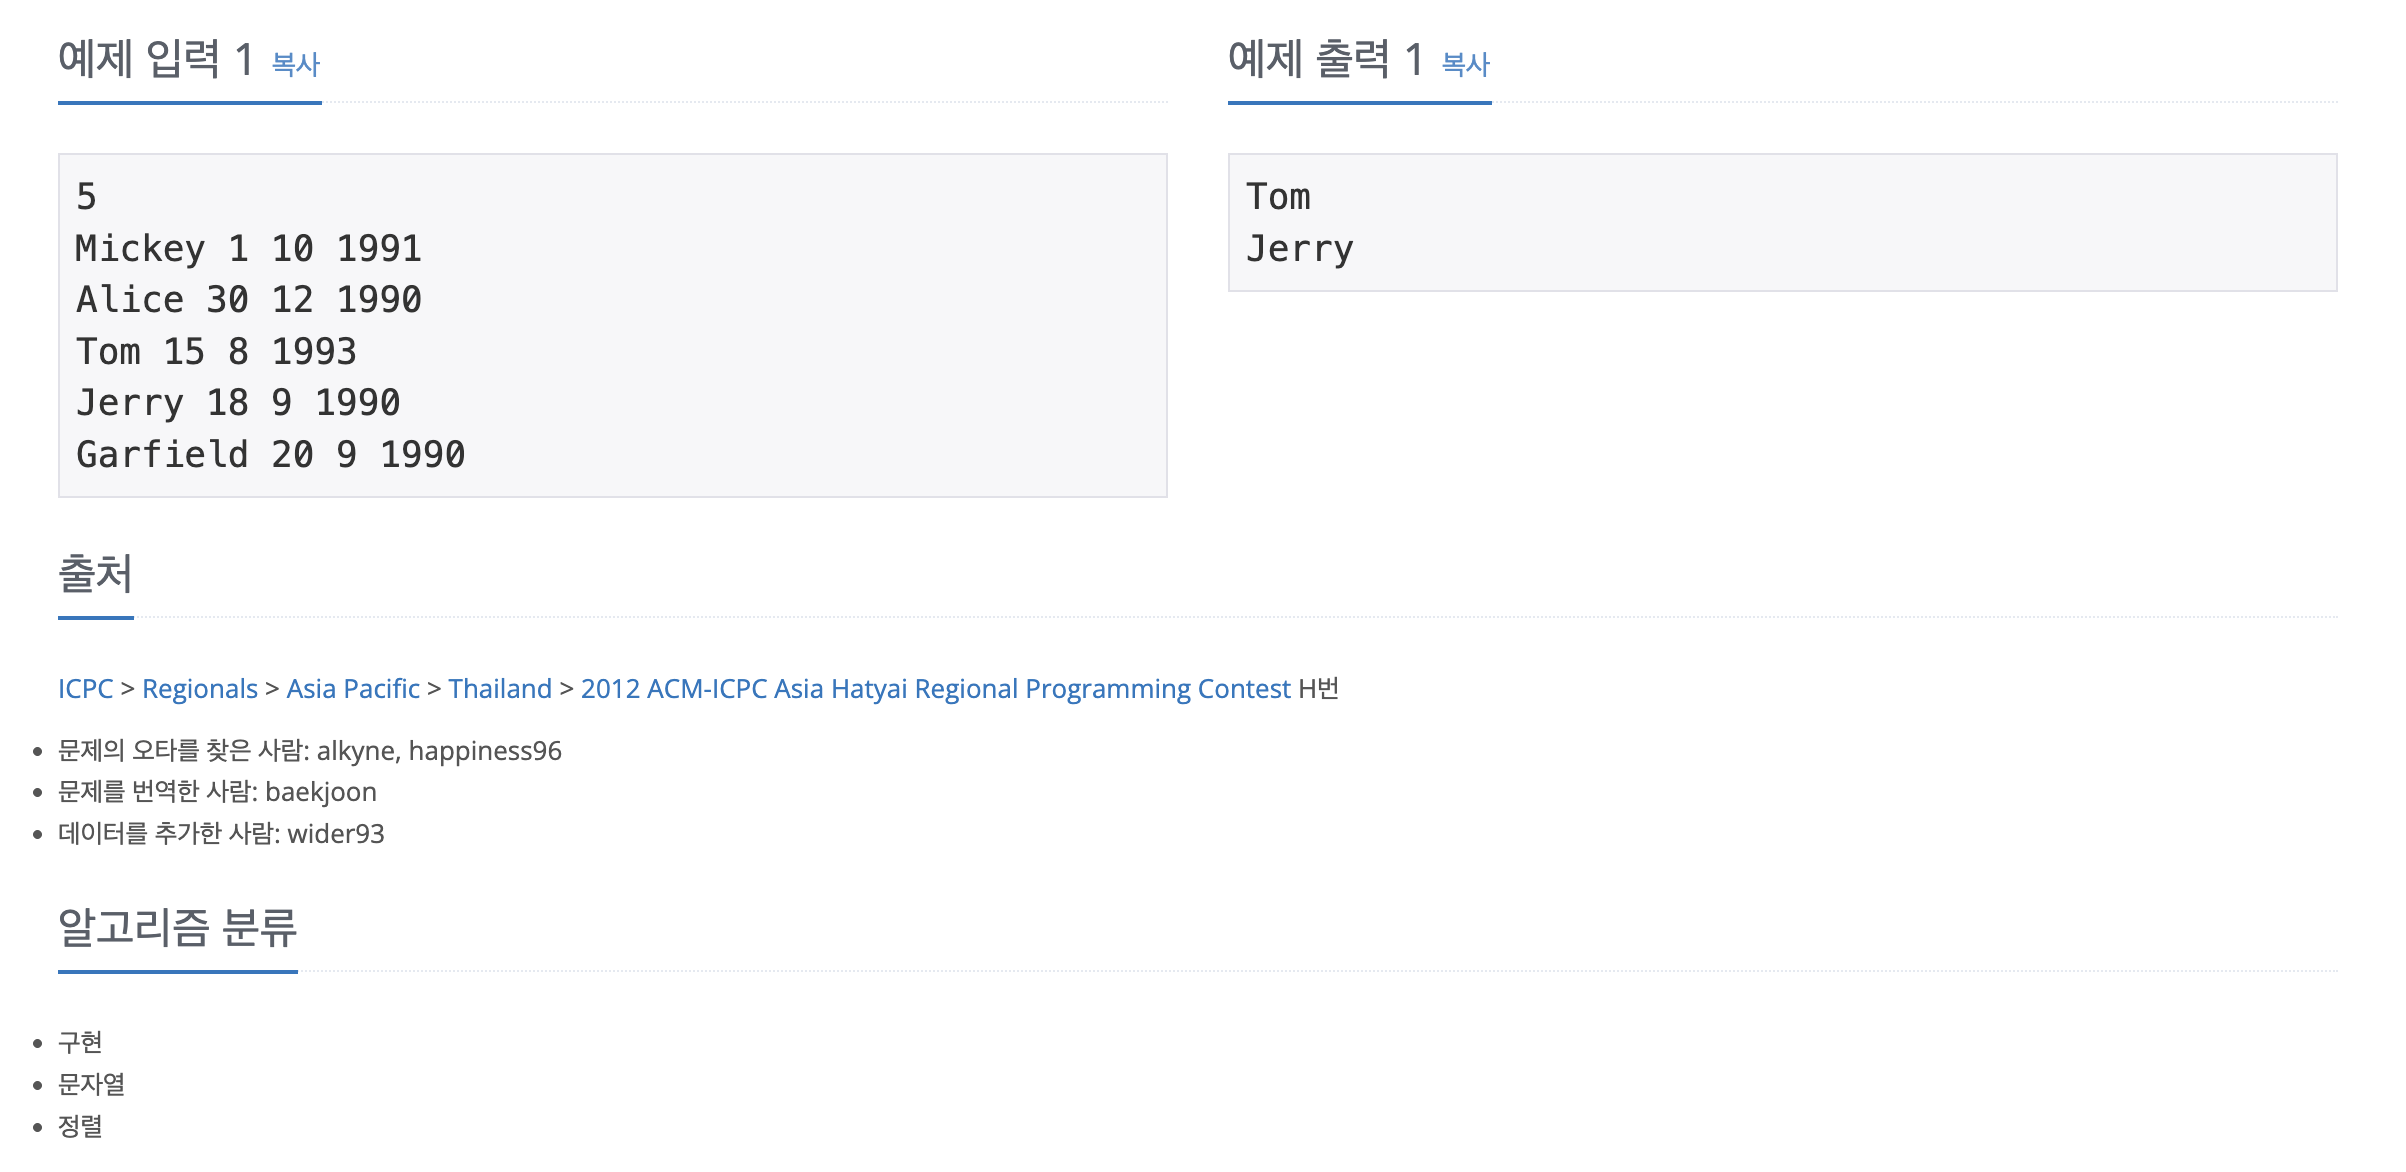 예제 입력 1 복사
5
Mickey 1 10 1991
Alice 30 12 1990
Tom 15 8 1993
Jerry 18 9 1990
Garfield 20 9 1990
예제 출력 1 복사
Tom
Jerry
출처
ICPC > Regionals > Asia Pacific > Thailand > 2012 ACM-ICPC Asia Hatyai Regional Programming Contest H번
문제의 오타를 찾은 사람: alkyne, happiness96
문제를 번역한 사람: baekjoon
데이터를 추가한 사람: wider93
알고리즘 분류
구현
문자열
정렬